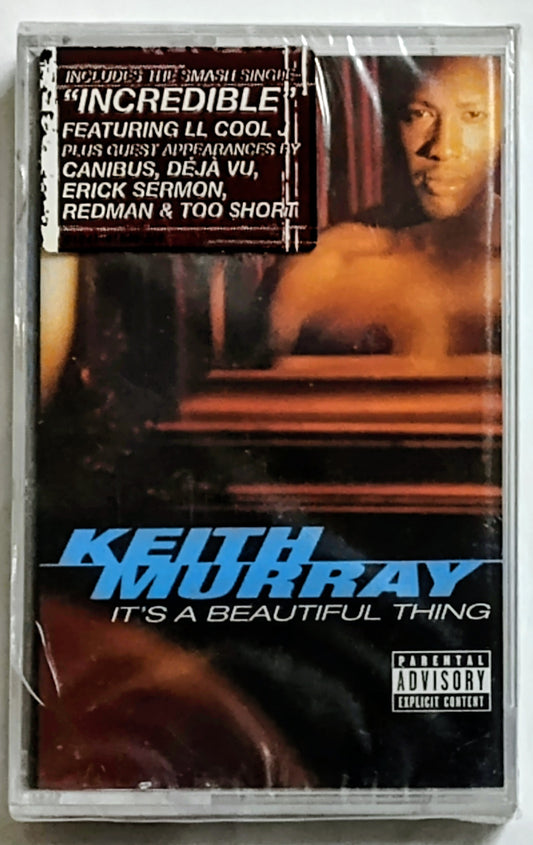 INCLUDES THE SMASH SINGLE
"INCREDIBLE"
FEATURING LL COOL J
PLUS GUEST APPEARANCES BY
CANIBUS, DÉJÀ VU,
ERICK SERMON,
REDMAN & TOO SHORT
KEITH
MURRAY
IT'S A BEAUTIFUL THING
PARENTAL
ADVISORY
EXPLICIT CONTENT